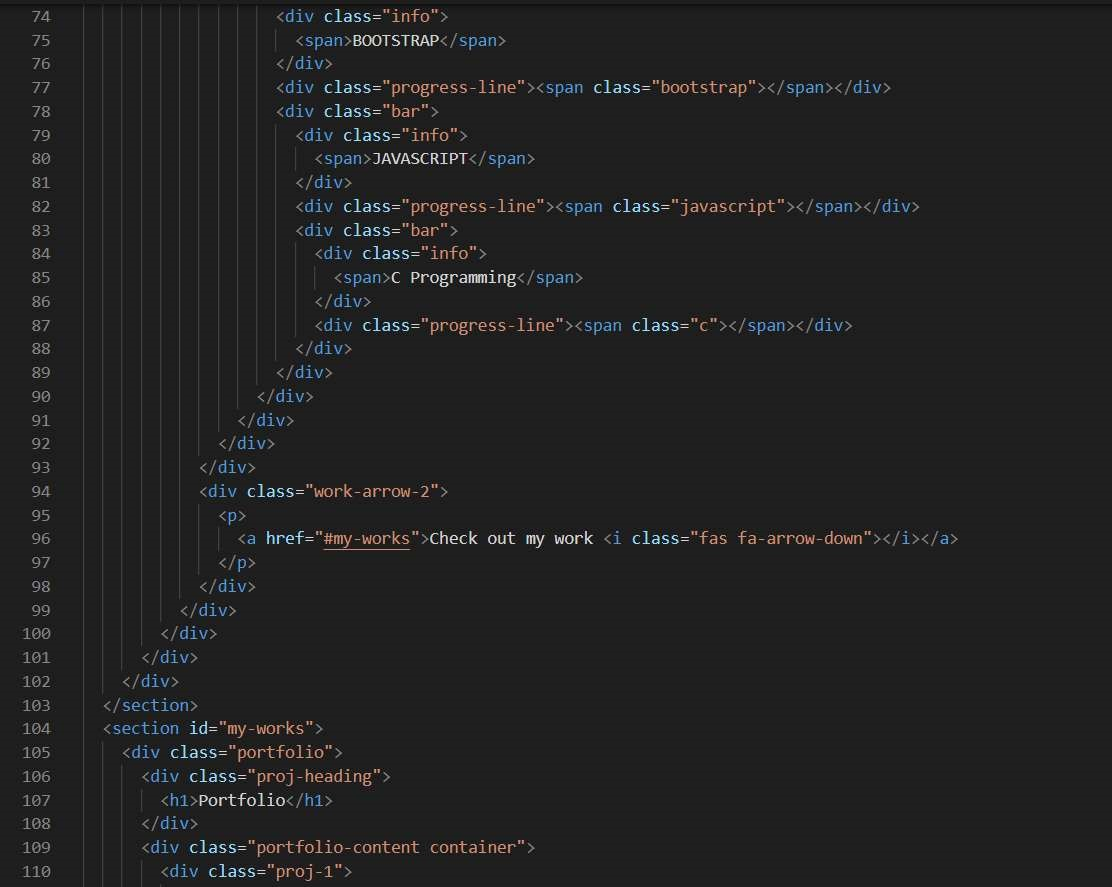 74 <div class="info">
75 <span>BOOTSTRAP</span>
76 </div>
77 <div class="progress-line"><span class="bootstrap"></span></div>
78 <div class="bar">
79 <div class="info">
80 <span>JAVASCRIPT</span>
81 </div>
82 <div class="progress-line"><span class="javascript"></span></div>
83 <div class="bar">
84 <div class="info">
85 <span>C Programming</span>
86 </div>
87 <div class="progress-line"><span class="c"></span></div>
88 </div>
89 </div>
90 </div>
91 </div>
92 </div>
93 </div>
94 <div class="work-arrow-2">
95 <p>
96 <a href="#my-works">Check out my work <i class="fas fa-arrow-down"></i></a>
97 </p>
98 </div>
99 </div>
100 </div>
101 </div>
102 </div>
103 </section>
104 <section id="my-works">
105 <div class="portfolio">
106 <div class="proj-heading">
107 <h1>Portfolio</h1>
108 </div>
109 <div class="portfolio-content container">
110 <div class="proj-1">